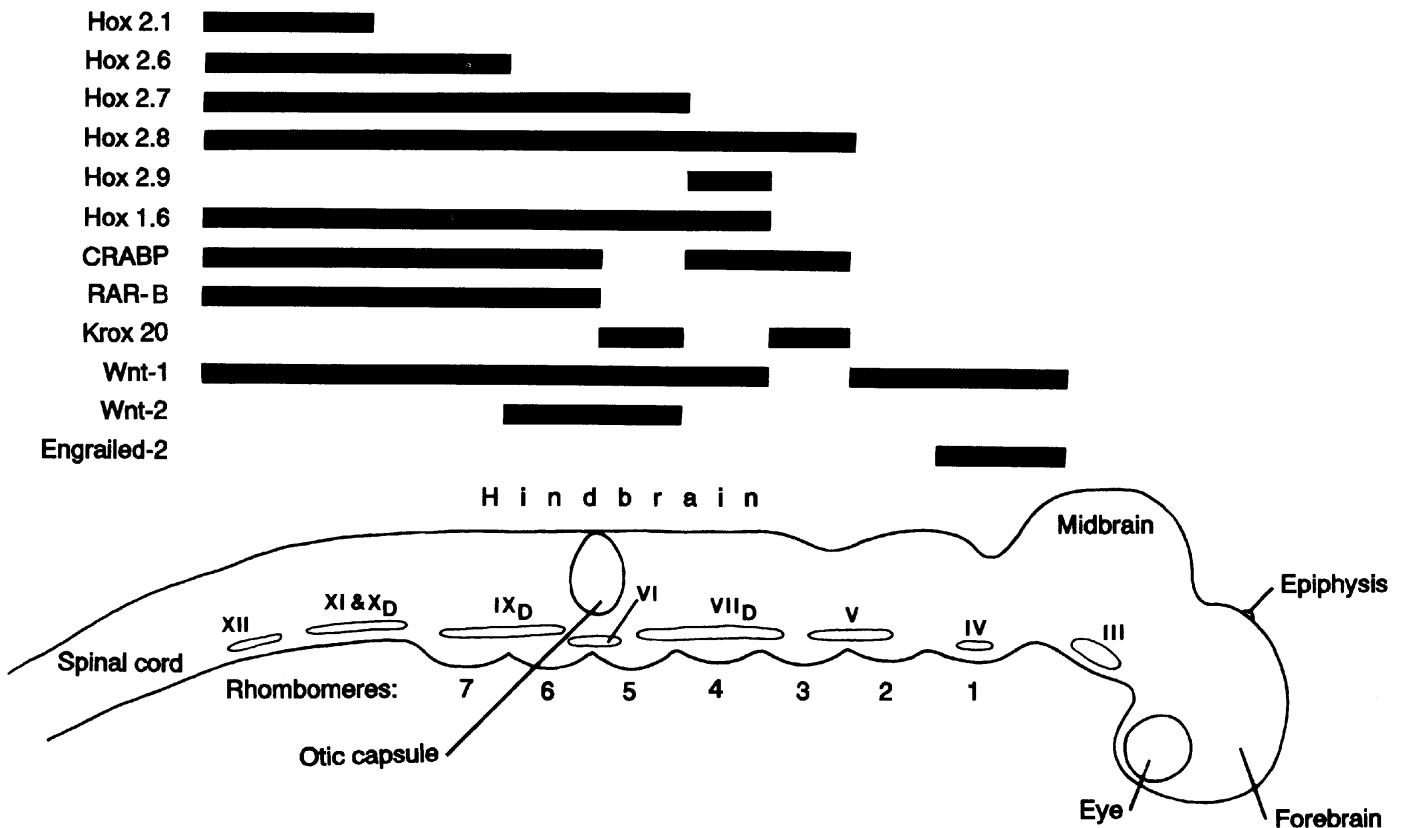 Hox 2.1
Hox 2.6
Hox 2.7
Hox 2.8
Hox 2.9
Hox 1.6
CRABP
RAR-B
Krox 20
Wnt-1
Wnt-2
Engrailed-2
Hindbrain
Midbrain
Epiphysis
XII
XI & XD
IXD
VI
VIID
V
IV
III
Spinal cord
Rhombomeres: 7 6 5 4 3 2 1
Otic capsule
Eye
Forebrain